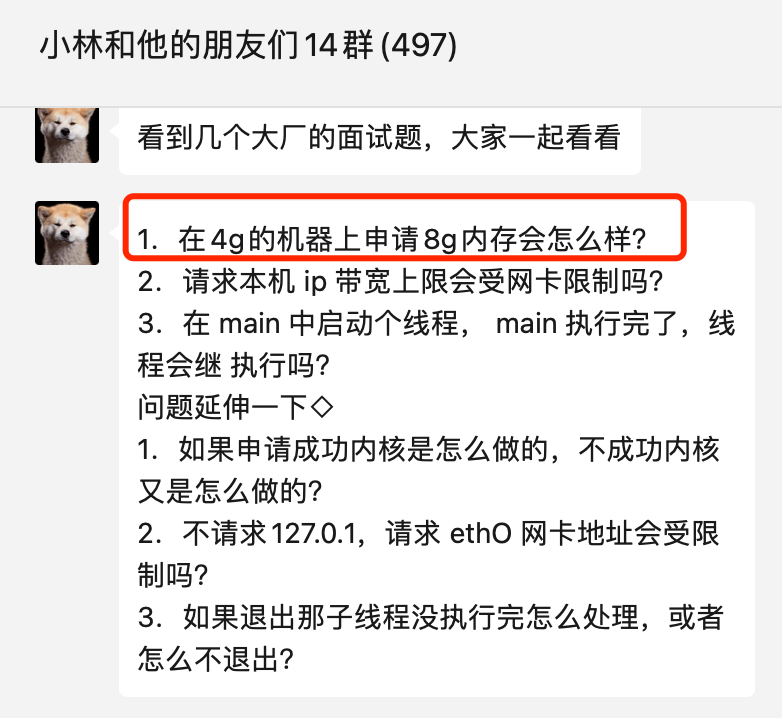 小林和他的朋友们14群(497)
看到几个大厂的面试题，大家一起看看
1. 在4g的机器上申请8g内存会怎么样?
2. 请求本机 ip 带宽上限会受网卡限制吗?
3. 在 main 中启动个线程， main 执行完了，线
程会继 执行吗?
问题延伸一下◇
1. 如果申请成功内核是怎么做的，不成功内核
又是怎么做的?
2. 不请求127.0.1，请求 ethO 网卡地址会受限
制吗?
3. 如果退出那子线程没执行完怎么处理，或者
怎么不退出?